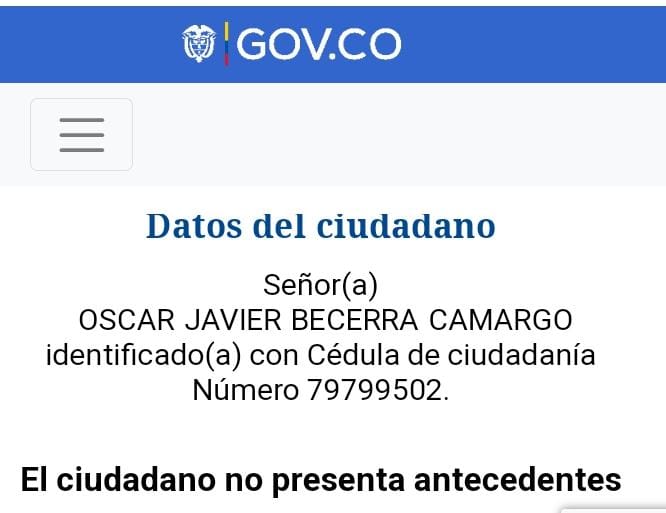 GOV.CO
Datos del ciudadano
Señor(a)
OSCAR JAVIER BECERRA CAMARGO
identificado(a) con Cédula de ciudadanía
Número 79799502.
El ciudadano no presenta antecedentes